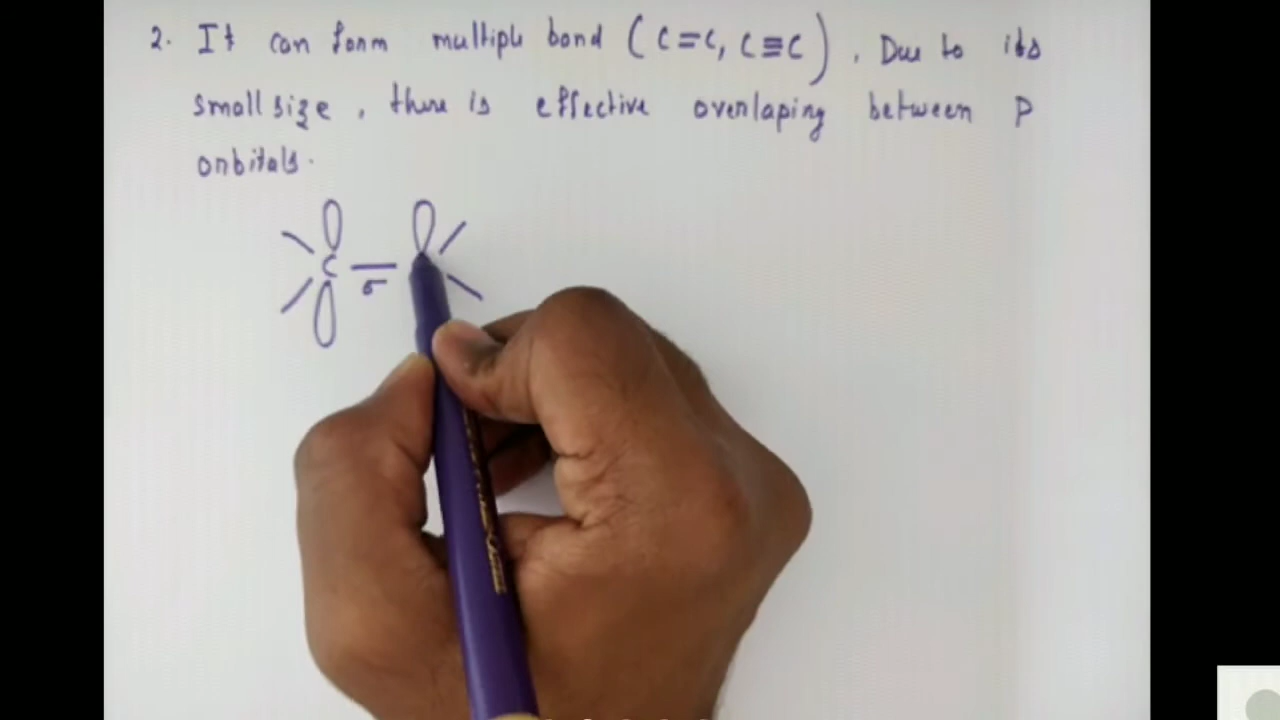 2. It can form multiple bond (C=C, C≡C). Due to its
small size, there is effective overlaping between p
orbitals.
C
σ